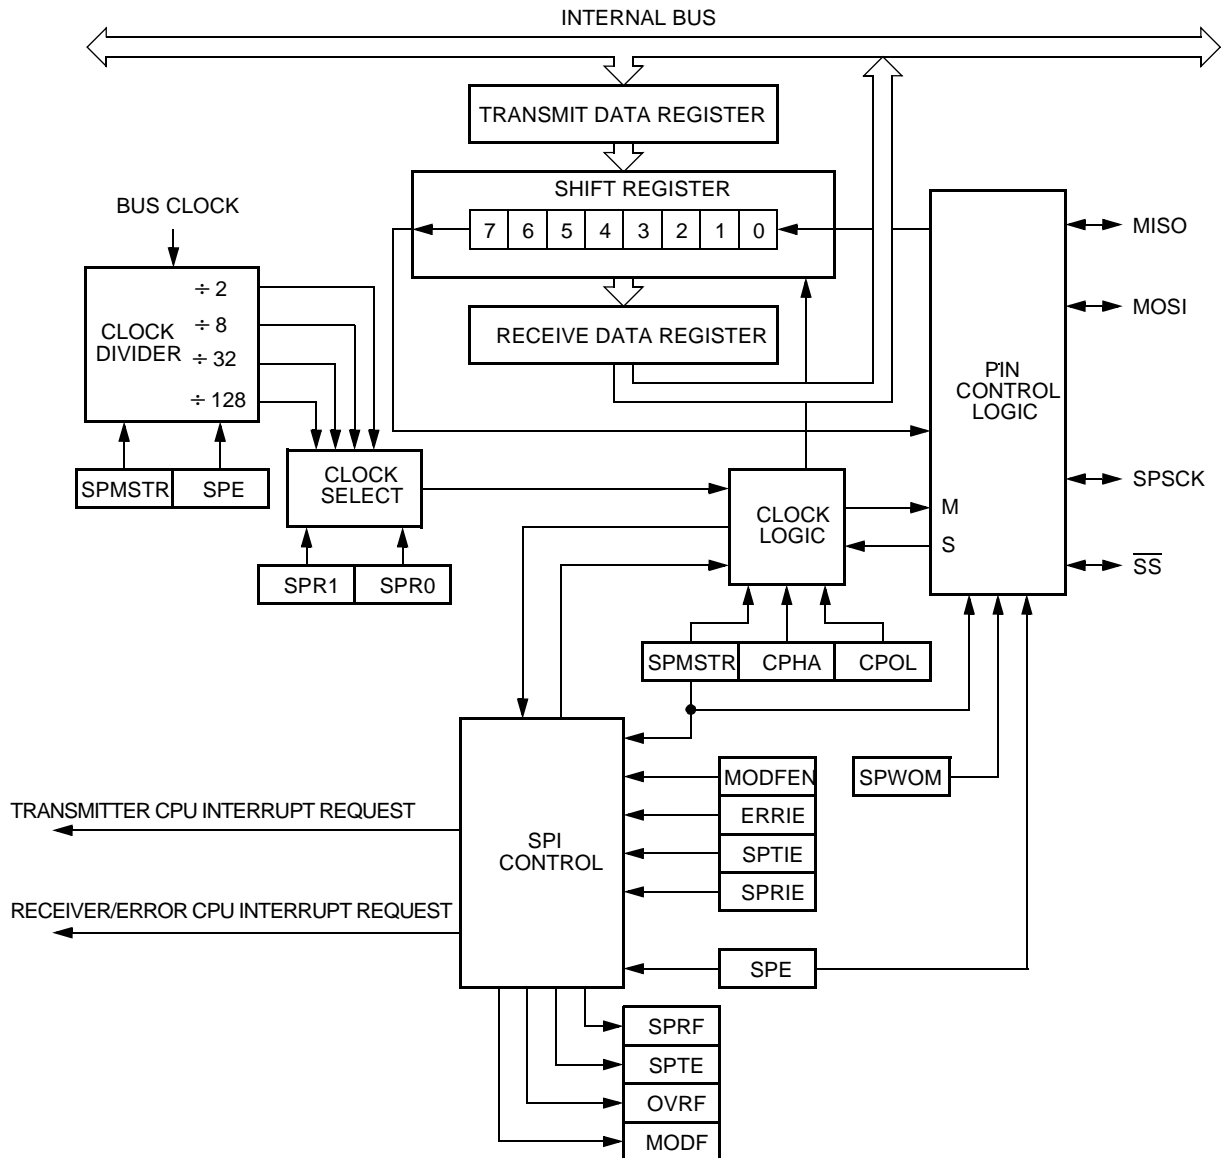 INTERNAL BUS
TRANSMIT DATA REGISTER
SHIFT REGISTER
7 6 5 4 3 2 1 0
RECEIVE DATA REGISTER
BUS CLOCK
CLOCK
DIVIDER
÷ 2
÷ 8
÷ 32
÷ 128
SPMSTR SPE
CLOCK
SELECT
SPR1 SPR0
CLOCK
LOGIC
SPMSTR CPHA CPOL
PIN
CONTROL
LOGIC
M
S
MISO
MOSI
SPSCK
SS
MODFEN
ERRIE
SPTIE
SPRIE
SPE
SPWOM
SPI
CONTROL
TRANSMITTER CPU INTERRUPT REQUEST
RECEIVER/ERROR CPU INTERRUPT REQUEST
SPRF
SPTE
OVRF
MODF